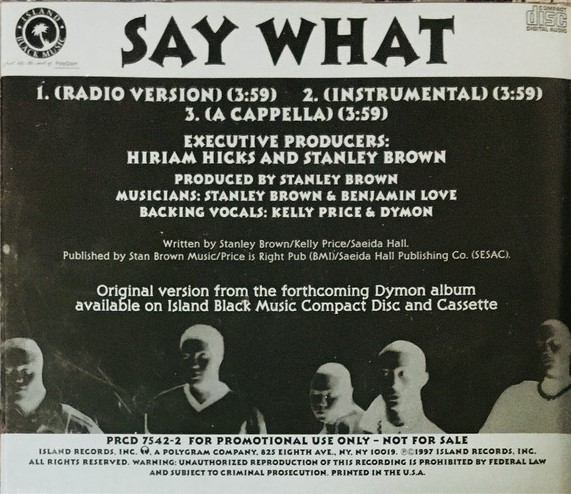 ISLAND
BLACK MUSIC
SAY WHAT
COMPACT
disc
DIGITAL AUDIO
1. (RADIO VERSION) (3:59) 2. (INSTRUMENTAL) (3:59)
3. (A CAPPELLA) (3:59)
EXECUTIVE PRODUCERS:
HIRIAM HICKS AND STANLEY BROWN
PRODUCED BY STANLEY BROWN
MUSICIANS: STANLEY BROWN & BENJAMIN LOVE
BACKING VOCALS: KELLY PRICE & DYMON
Written by Stanley Brown/Kelly Price/Saeida Hall.
Published by Stan Brown Music/Price is Right Pub (BMI)/Saeida Hall Publishing Co. (SESAC).
Original version from the forthcoming Dymon album
available on Island Black Music Compact Disc and Cassette
PRCD 7542-2 FOR PROMOTIONAL USE ONLY – NOT FOR SALE
ISLAND RECORDS, INC. A POLYGRAM COMPANY, 825 EIGHTH AVE., NY, NY 10019. ℗©1997 ISLAND RECORDS, INC.
ALL RIGHTS RESERVED. WARNING: UNAUTHORIZED REPRODUCTION OF THIS RECORDING IS PROHIBITED BY FEDERAL LAW
AND SUBJECT TO CRIMINAL PROSECUTION. PRINTED IN THE U.S.A.